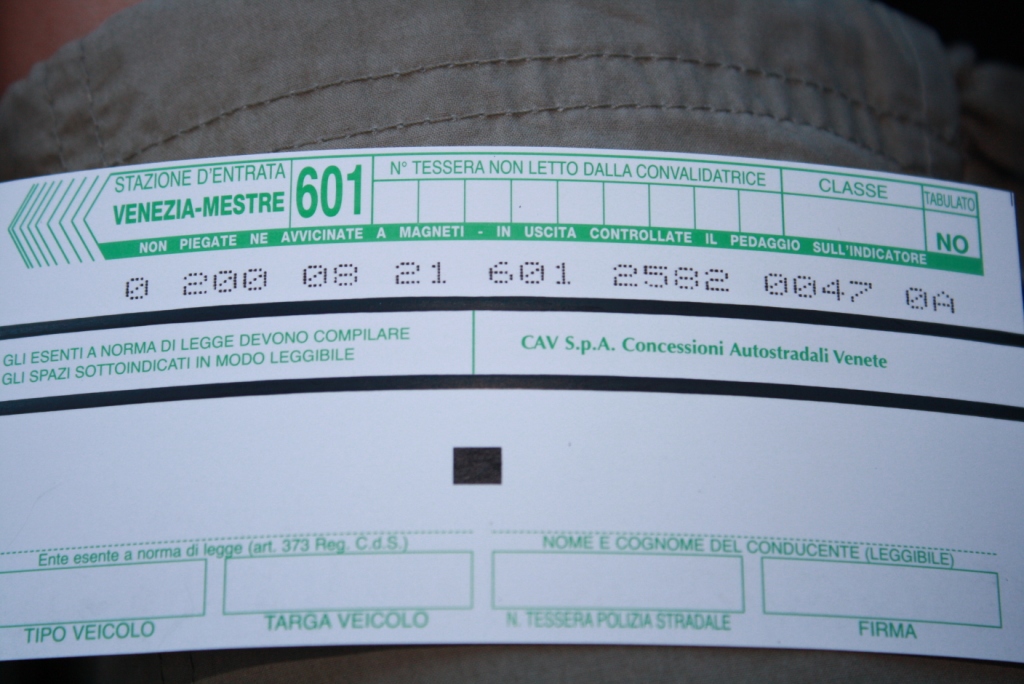 STAZIONE D'ENTRATA
VENEZIA-MESTRE
601
N° TESSERA NON LETTO DALLA CONVALIDATRICE
CLASSE
TABULATO
NO
NON PIEGATE NE AVVICINATE A MAGNETI - IN USCITA CONTROLLATE IL PEDAGGIO SULL'INDICATORE
0 200 08 21 601 2582 0047 0A
GLI ESENTI A NORMA DI LEGGE DEVONO COMPILARE
GLI SPAZI SOTTOINDICATI IN MODO LEGGIBILE
CAV S.p.A. Concessioni Autostradali Venete
Ente esente a norma di legge (art. 373 Reg. C.d.S.)
NOME E COGNOME DEL CONDUCENTE (LEGGIBILE)
TIPO VEICOLO
TARGA VEICOLO
N. TESSERA POLIZIA STRADALE
FIRMA